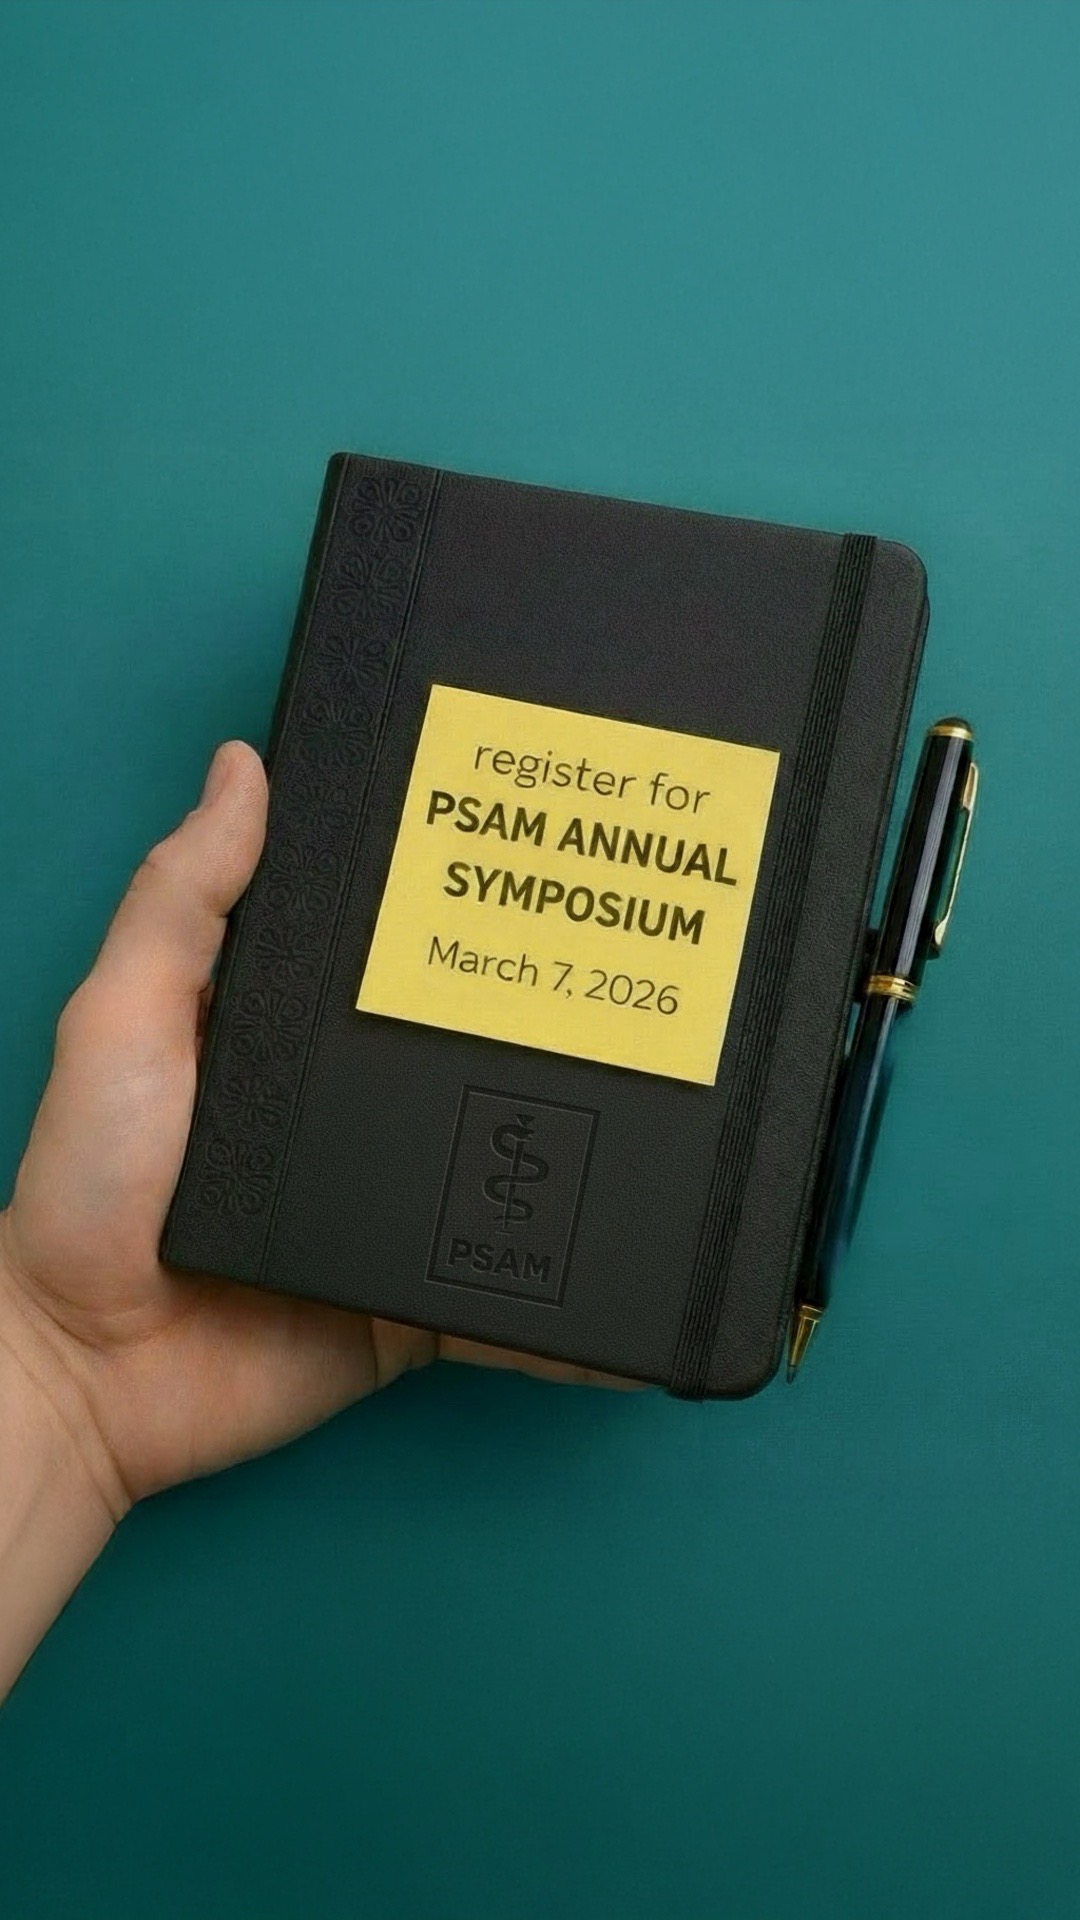 register for
PSAM ANNUAL
SYMPOSIUM
March 7, 2026
PSAM